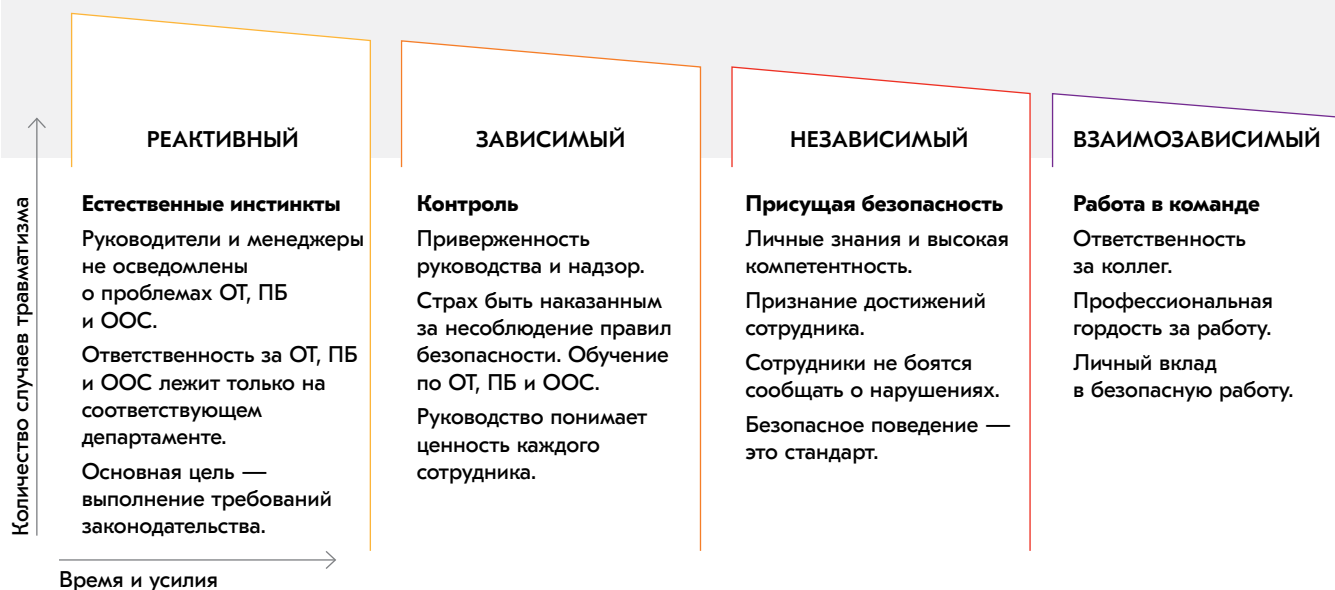 РЕАКТИВНЫЙ
Естественные инстинкты
Руководители и менеджеры
не осведомлены
о проблемах ОТ, ПБ
и ООС.
Ответственность за ОТ, ПБ
и ООС лежит только на
соответствующем
департаменте.
Основная цель —
выполнение требований
законодательства.
ЗАВИСИМЫЙ
Контроль
Приверженность
руководства и надзор.
Страх быть наказанным
за несоблюдение правил
безопасности. Обучение
по ОТ, ПБ и ООС.
Руководство понимает
ценность каждого
сотрудника.
НЕЗАВИСИМЫЙ
Присущая безопасность
Личные знания и высокая
компетентность.
Признание достижений
сотрудника.
Сотрудники не боятся
сообщать о нарушениях.
Безопасное поведение —
это стандарт.
ВЗАИМОЗАВИСИМЫЙ
Работа в команде
Ответственность
за коллег.
Профессиональная
гордость за работу.
Личный вклад
в безопасную работу.
Количество случаев травматизма
Время и усилия